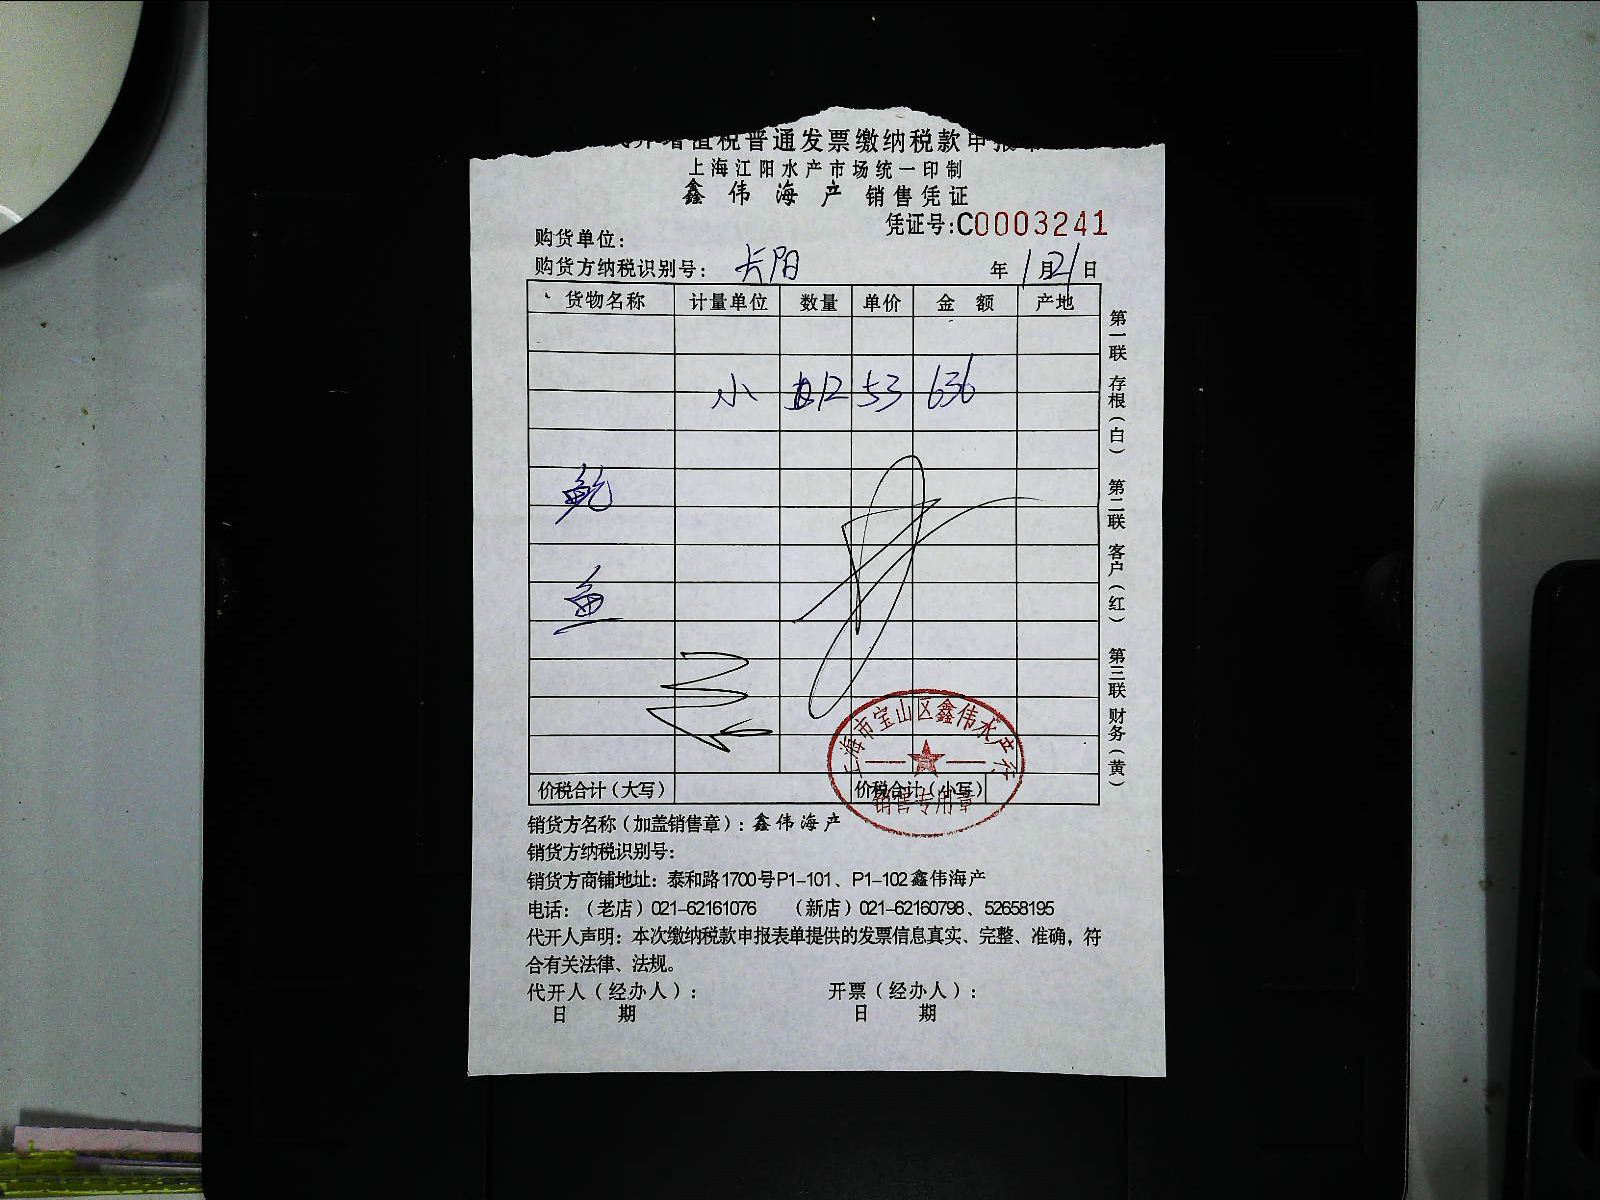 代开增值税普通发票缴纳税款申报单
上海江阳水产市场统一印制
鑫伟海产 销售凭证
凭证号:C0003241
购货单位:
购货方纳税识别号: 长阳 年 1月21日
货物名称 计量单位 数量 单价 金 额 产地
小 12 53 636
鲍
鱼
价税合计(大写) 价税合计(小写)
上海市宝山区鑫伟水产行
销售专用章
第一联 存根(白) 第二联 客户(红) 第三联 财务(黄)
销货方名称(加盖销售章):鑫伟海产
销货方纳税识别号:
销货方商铺地址:泰和路1700号P1-101、P1-102鑫伟海产
电话:(老店)021-62161076 (新店)021-62160798、52658195
代开人声明:本次缴纳税款申报表单提供的发票信息真实、完整、准确,符
合有关法律、法规。
代开人(经办人): 开票(经办人):
日 期 日 期